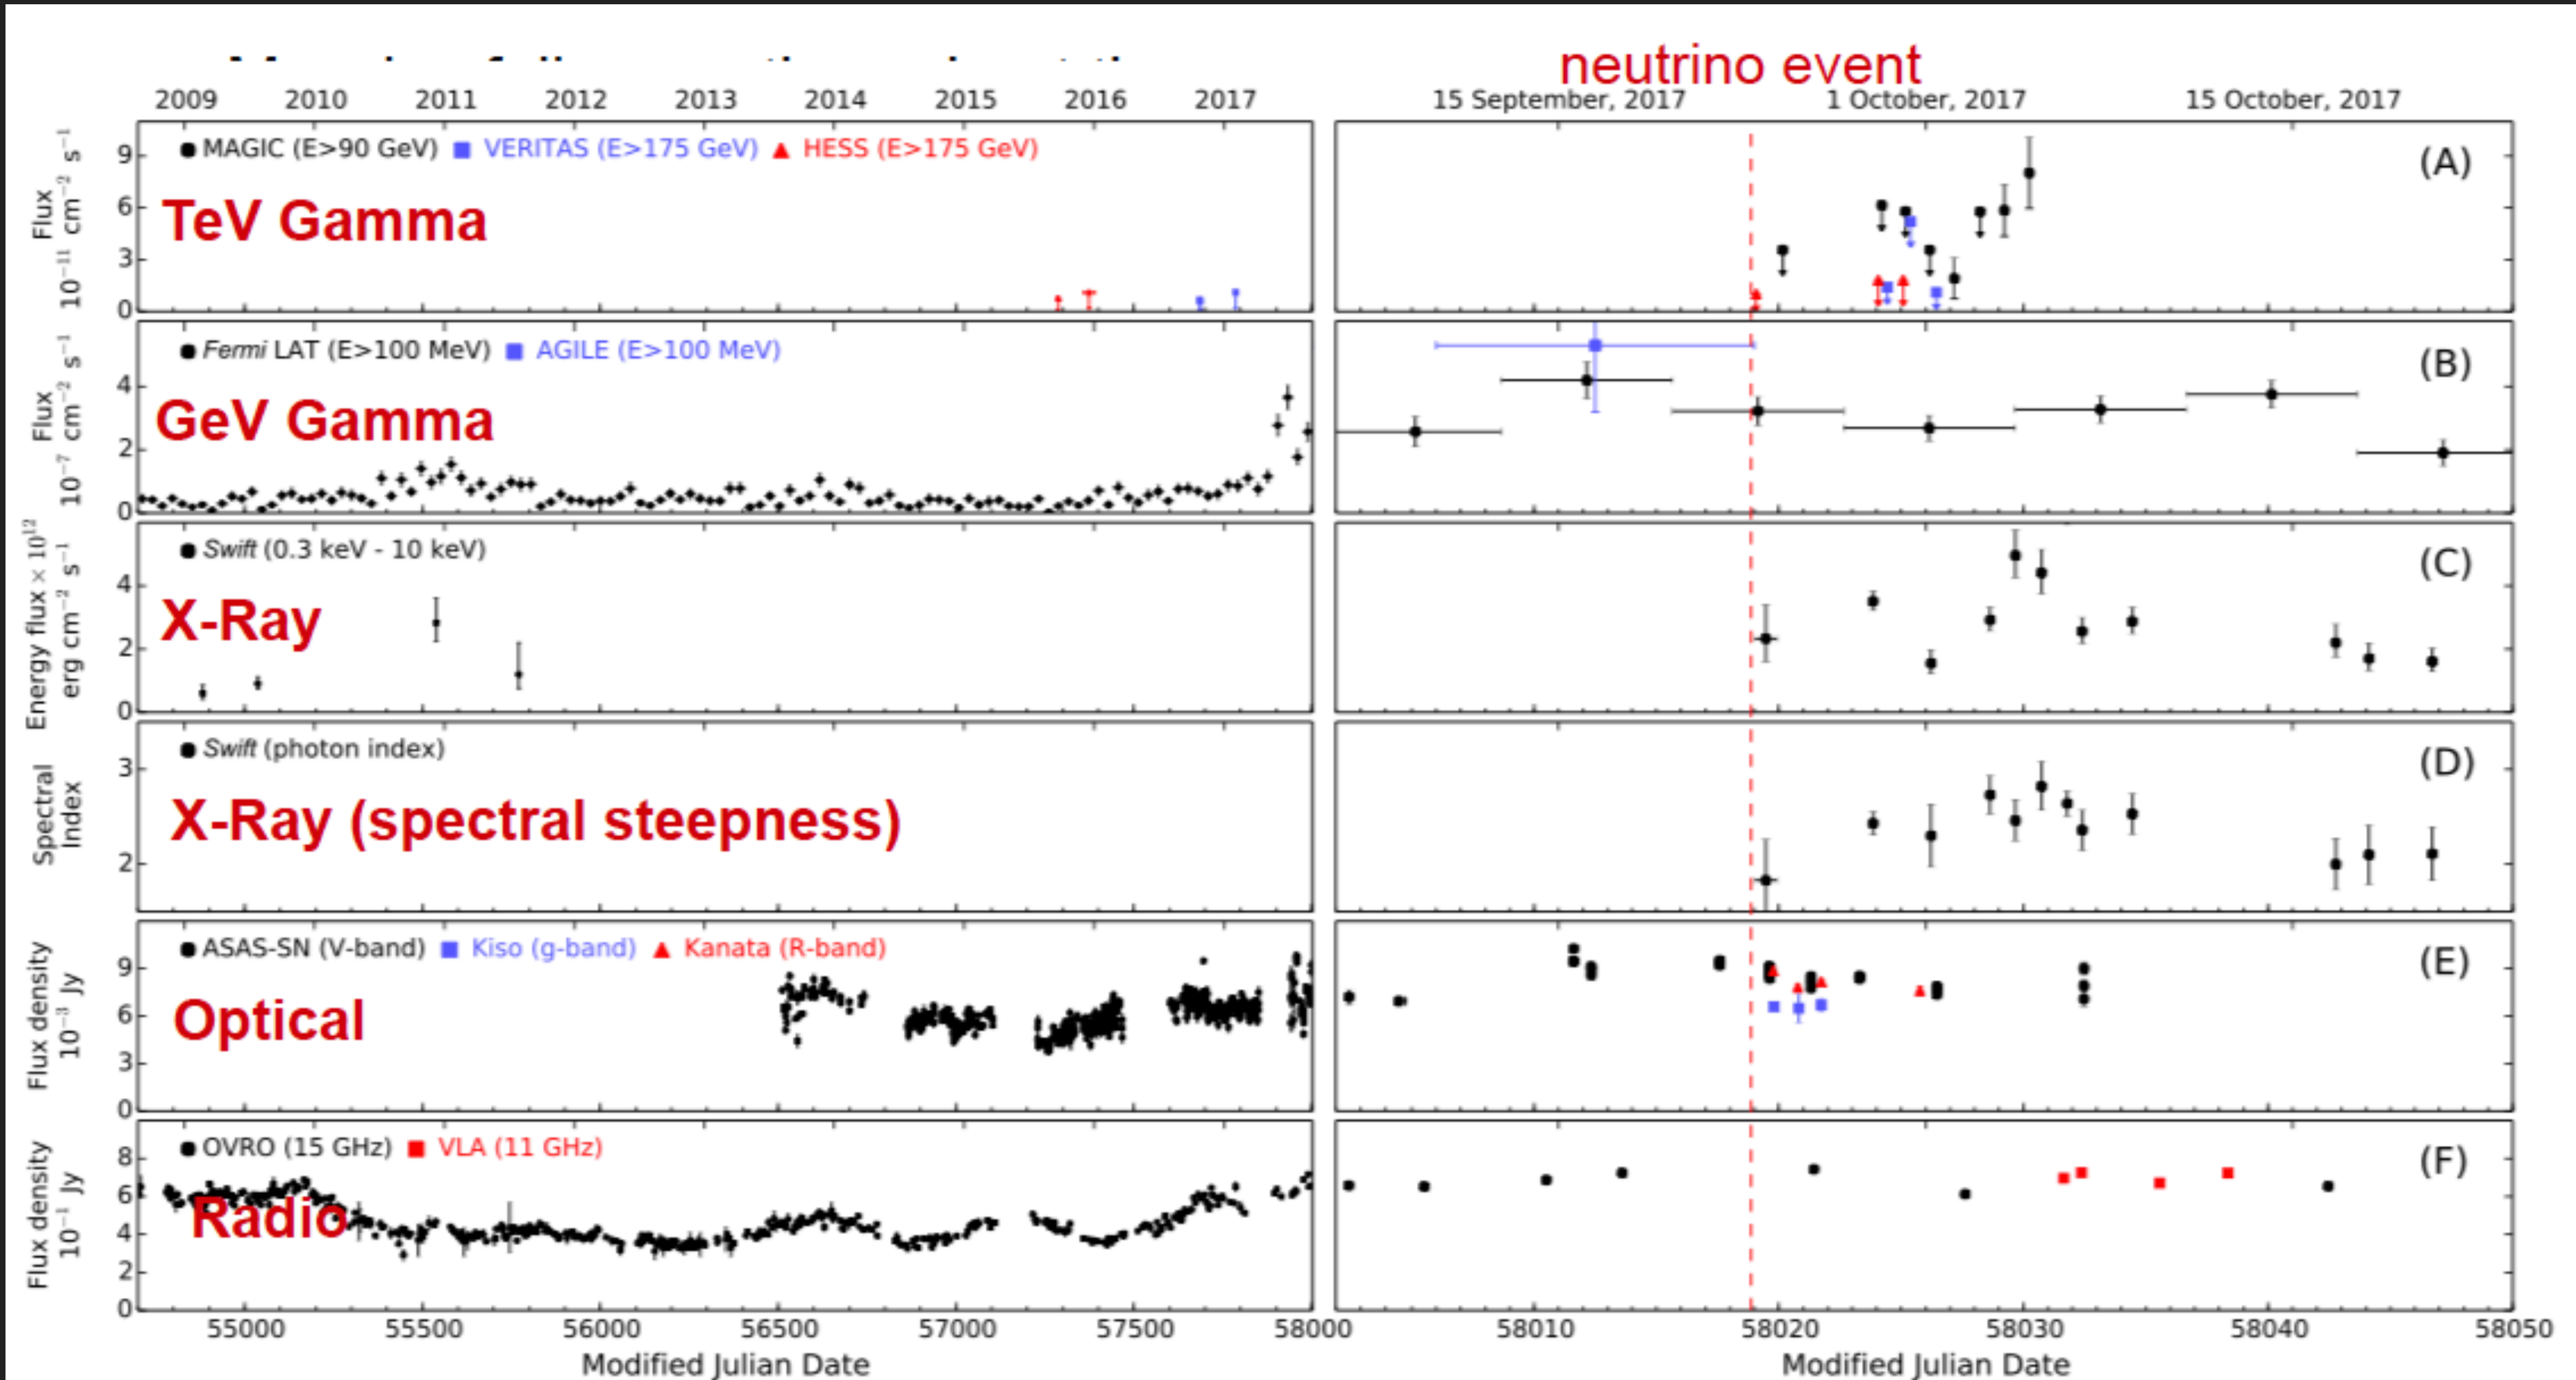 neutrino event
2009 2010 2011 2012 2013 2014 2015 2016 2017
15 September, 2017 1 October, 2017 15 October, 2017
Flux
10⁻¹¹ cm⁻² s⁻¹
9
6
3
0
MAGIC (E>90 GeV) VERITAS (E>175 GeV) HESS (E>175 GeV)
TeV Gamma
(A)
Flux
10⁻⁷ cm⁻² s⁻¹
4
2
0
Fermi LAT (E>100 MeV) AGILE (E>100 MeV)
GeV Gamma
(B)
Energy flux × 10¹²
erg cm⁻² s⁻¹
4
2
0
Swift (0.3 keV - 10 keV)
X-Ray
(C)
Spectral
Index
3
2
Swift (photon index)
X-Ray (spectral steepness)
(D)
Flux density
10⁻³ Jy
9
6
3
0
ASAS-SN (V-band) Kiso (g-band) Kanata (R-band)
Optical
(E)
Flux density
10⁻¹ Jy
8
6
4
2
0
OVRO (15 GHz) VLA (11 GHz)
Radio
(F)
55000 55500 56000 56500 57000 57500 58000 58010 58020 58030 58040 58050
Modified Julian Date Modified Julian Date